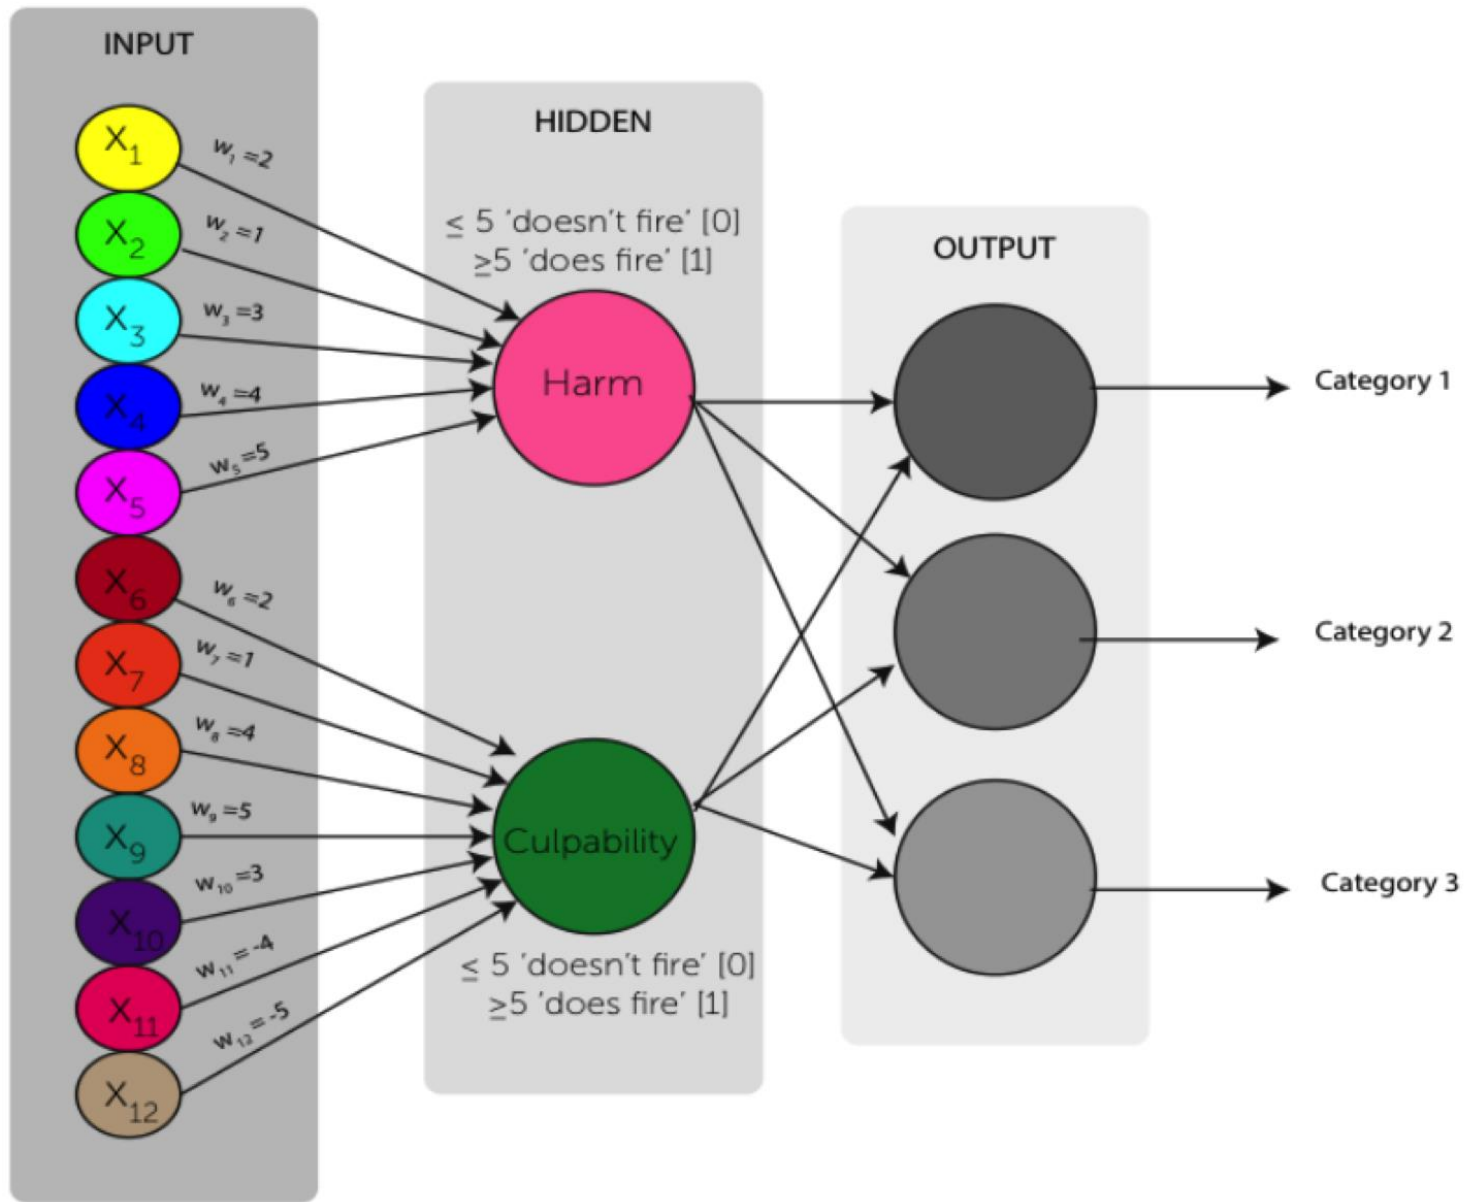 INPUT
X1
w1 =2
X2
w2 =1
X3
w3 =3
X4
w4 =4
X5
w5 =5
X6
w6 =2
X7
w7 =1
X8
w8 =4
X9
w9 =5
X10
w10 =3
X11
w11 = -4
X12
w12 = -5
HIDDEN
≤ 5 'doesn't fire' [0]
≥5 'does fire' [1]
Harm
Culpability
≤ 5 'doesn't fire' [0]
≥5 'does fire' [1]
OUTPUT
Category 1
Category 2
Category 3